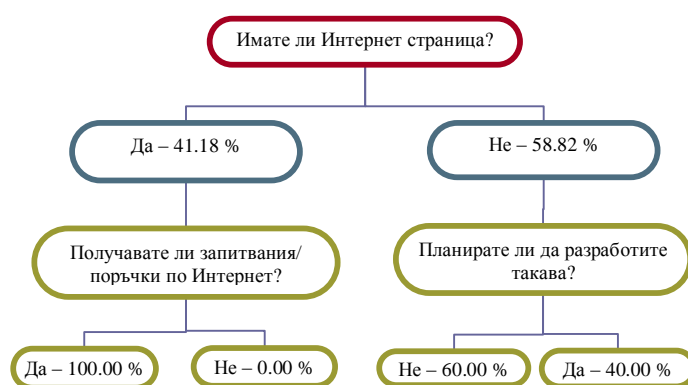 Имате ли Интернет страница?
Да – 41.18 %
Не – 58.82 %
Получавате ли запитвания/
поръчки по Интернет?
Планирате ли да разработите
такава?
Да – 100.00 %
Не – 0.00 %
Не – 60.00 %
Да – 40.00 %